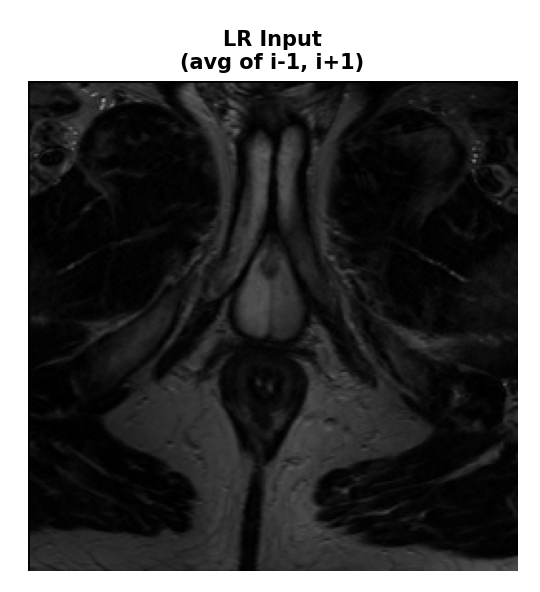 LR Input
(avg of i-1, i+1)